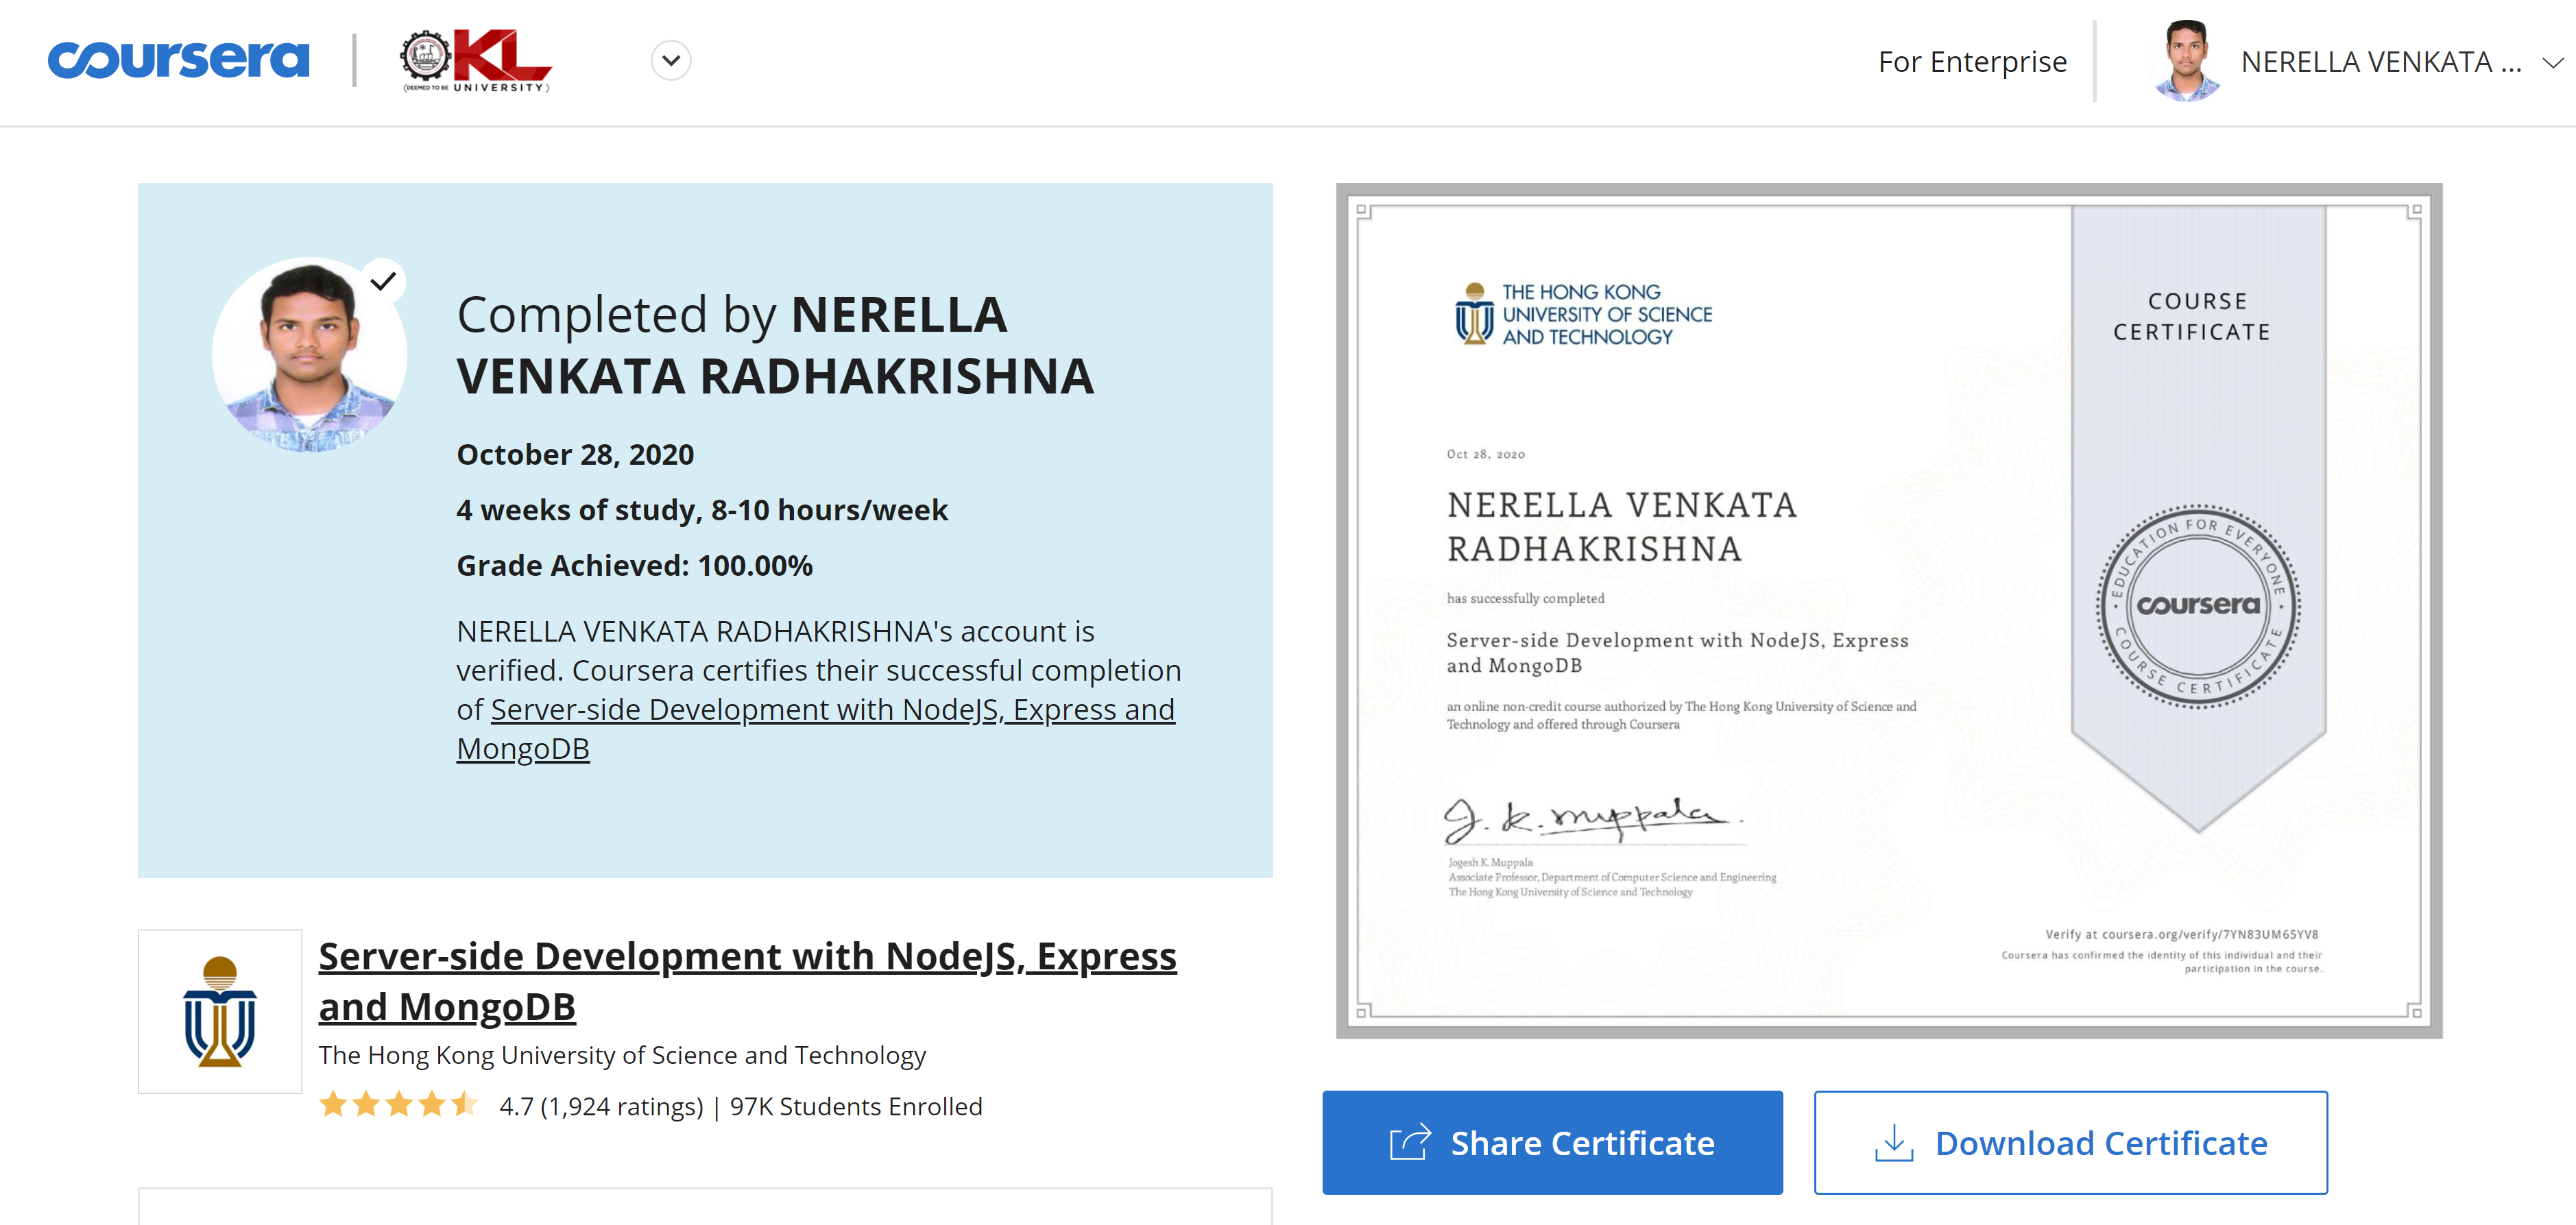 coursera
KL
(DEEMED TO BE UNIVERSITY)
For Enterprise
NERELLA VENKATA ...
Completed by NERELLA
VENKATA RADHAKRISHNA
October 28, 2020
4 weeks of study, 8-10 hours/week
Grade Achieved: 100.00%
NERELLA VENKATA RADHAKRISHNA's account is
verified. Coursera certifies their successful completion
of Server-side Development with NodeJS, Express and
MongoDB
Server-side Development with NodeJS, Express
and MongoDB
The Hong Kong University of Science and Technology
4.7 (1,924 ratings) | 97K Students Enrolled
THE HONG KONG
UNIVERSITY OF SCIENCE
AND TECHNOLOGY
Oct 28, 2020
NERELLA VENKATA
RADHAKRISHNA
has successfully completed
Server-side Development with NodeJS, Express
and MongoDB
an online non-credit course authorized by The Hong Kong University of Science and
Technology and offered through Coursera
J. K. Muppala
Jogesh K. Muppala
Associate Professor, Department of Computer Science and Engineering
The Hong Kong University of Science and Technology
COURSE
CERTIFICATE
EDUCATION FOR EVERYONE
coursera
COURSE CERTIFICATE
Verify at coursera.org/verify/7YN83UM65YV8
Coursera has confirmed the identity of this individual and their
participation in the course.
Share Certificate
Download Certificate